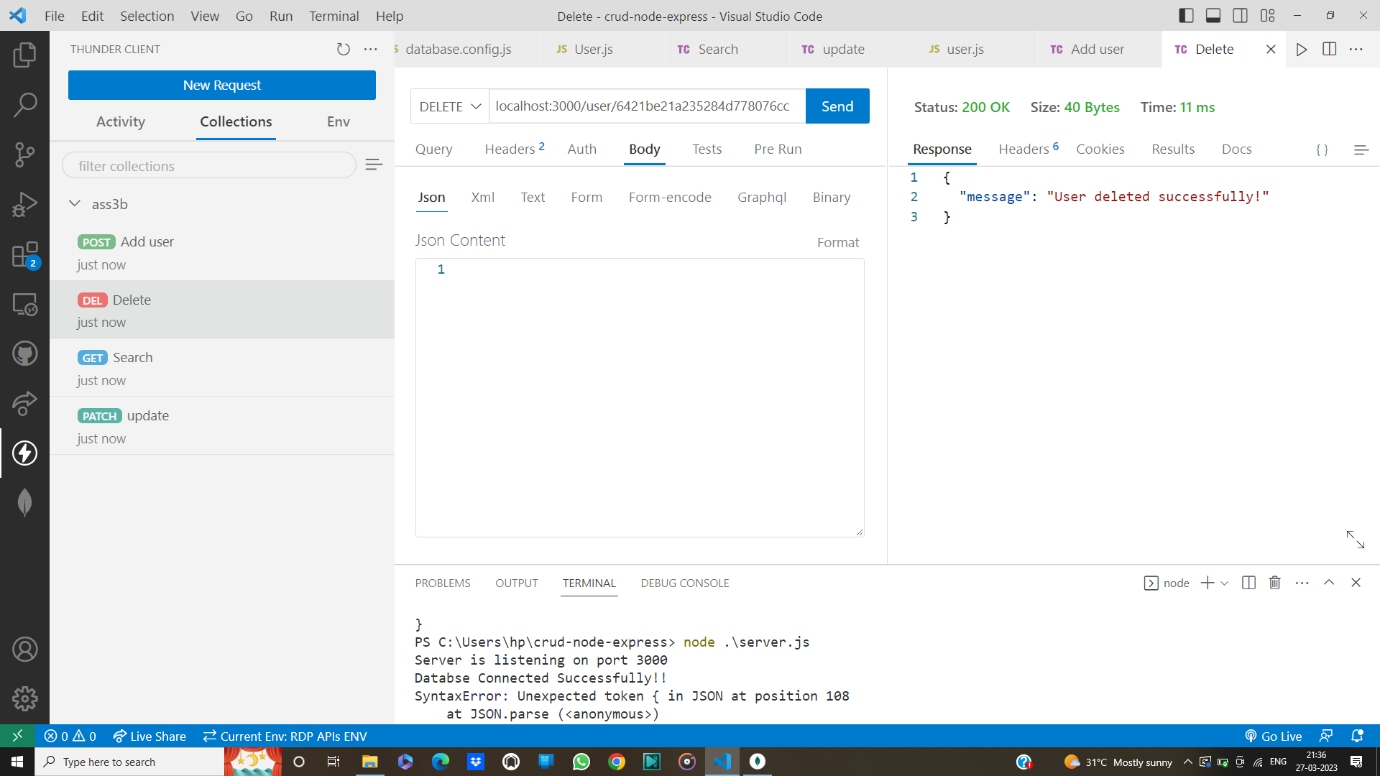 File Edit Selection View Go Run Terminal Help
Delete - crud-node-express - Visual Studio Code
THUNDER CLIENT
New Request
Activity Collections Env
filter collections
ass3b
POST Add user
just now
DEL Delete
just now
GET Search
just now
PATCH update
just now
2
database.config.js JS User.js TC Search TC update JS user.js TC Add user TC Delete
DELETE localhost:3000/user/6421be21a235284d778076cc Send
Query Headers 2 Auth Body Tests Pre Run
Json Xml Text Form Form-encode Graphql Binary
Json Content Format
1
Status: 200 OK Size: 40 Bytes Time: 11 ms
Response Headers 6 Cookies Results Docs { }
1 {
2 "message": "User deleted successfully!"
3 }
PROBLEMS OUTPUT TERMINAL DEBUG CONSOLE node
}
PS C:\Users\hp\crud-node-express> node .\server.js
Server is listening on port 3000
Databse Connected Successfully!!
SyntaxError: Unexpected token { in JSON at position 108
at JSON.parse (<anonymous>)
0 0 Live Share Current Env: RDP APIs ENV Go Live
Type here to search 31°C Mostly sunny ENG 21:36
27-03-2023